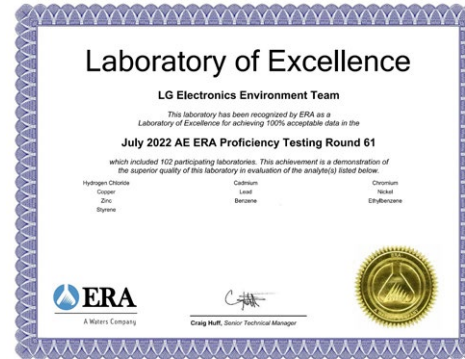 Laboratory of Excellence
LG Electronics Environment Team
This laboratory has been recognized by ERA as a
Laboratory of Excellence for achieving 100% acceptable data in the
July 2022 AE ERA Proficiency Testing Round 61
which included 102 participating laboratories. This achievement is a demonstration of
the superior quality of this laboratory in evaluation of the analyte(s) listed below.
Hydrogen Chloride Cadmium Chromium
Copper Lead Nickel
Zinc Benzene Ethylbenzene
Styrene
ERA
A Waters Company
Craig Huff, Senior Technical Manager
ERA